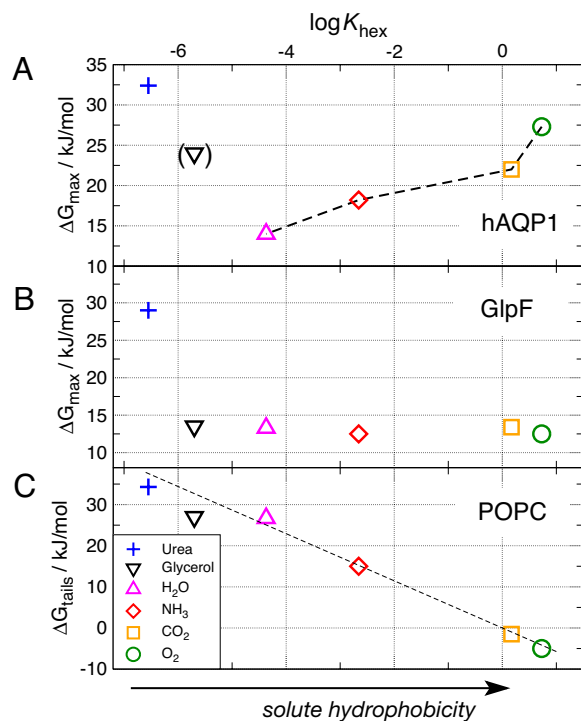 log K_hex
-6 -4 -2 0
A
35
30
25
20
15
10
ΔG_max / kJ/mol
( )
hAQP1
B
30
25
20
15
10
ΔG_max / kJ/mol
GlpF
C
30
20
10
0
-10
ΔG_tails / kJ/mol
POPC
Urea
Glycerol
H₂O
NH₃
CO₂
O₂
solute hydrophobicity